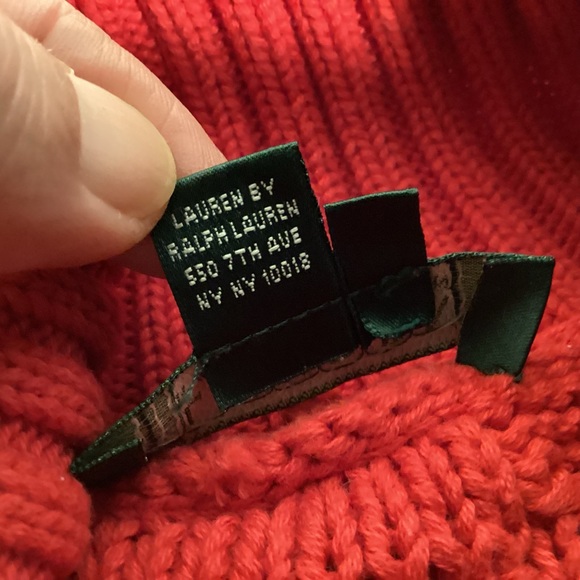 LAUREN BY
RALPH LAUREN
550 7TH AVE
NY NY 10018